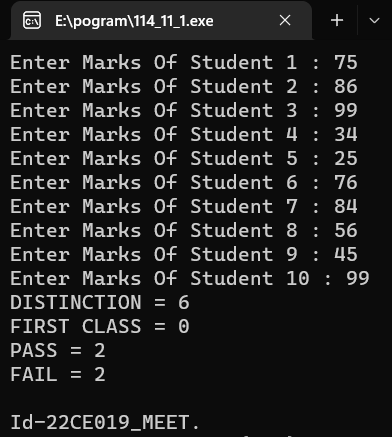 E:\pogram\114_11_1.exe
Enter Marks Of Student 1 : 75
Enter Marks Of Student 2 : 86
Enter Marks Of Student 3 : 99
Enter Marks Of Student 4 : 34
Enter Marks Of Student 5 : 25
Enter Marks Of Student 6 : 76
Enter Marks Of Student 7 : 84
Enter Marks Of Student 8 : 56
Enter Marks Of Student 9 : 45
Enter Marks Of Student 10 : 99
DISTINCTION = 6
FIRST CLASS = 0
PASS = 2
FAIL = 2
Id-22CE019_MEET.